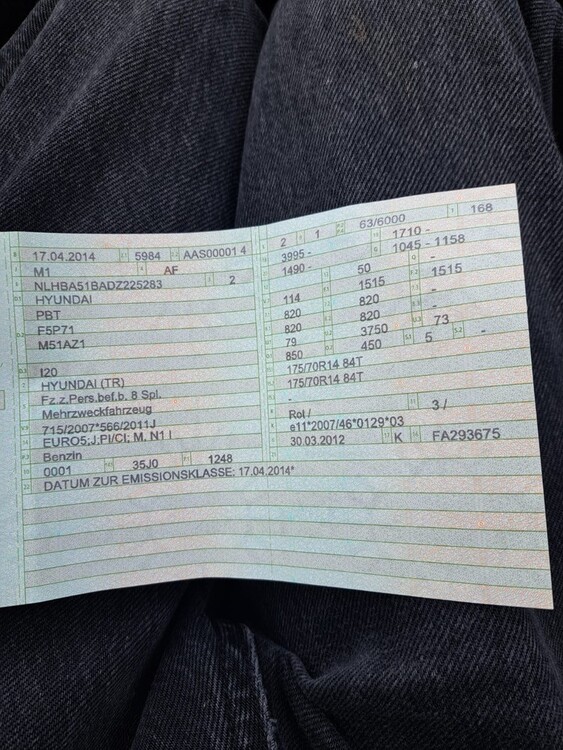 17.04.2014 5984 AAS00001 4
M1 AF
NLHBA51BADZ225283 2
HYUNDAI
PBT
F5P71
M51AZ1
I20
HYUNDAI (TR)
Fz.z.Pers.bef.b. 8 Spl.
Mehrzweckfahrzeug
715/2007*566/2011J
EURO5;J;PI/CI; M, N1 I
Benzin
0001 35J0 1248
DATUM ZUR EMISSIONSKLASSE: 17.04.2014*
2 1 63/6000 168
3995 - 1710 -
1490 - 1045 - 1158
50 -
114 1515 1515
820 820 -
820 820 -
79 3750 73
850 450 5 -
175/70R14 84T
175/70R14 84T
-
Rot / 3 /
e11*2007/46*0129*03
30.03.2012 K FA293675